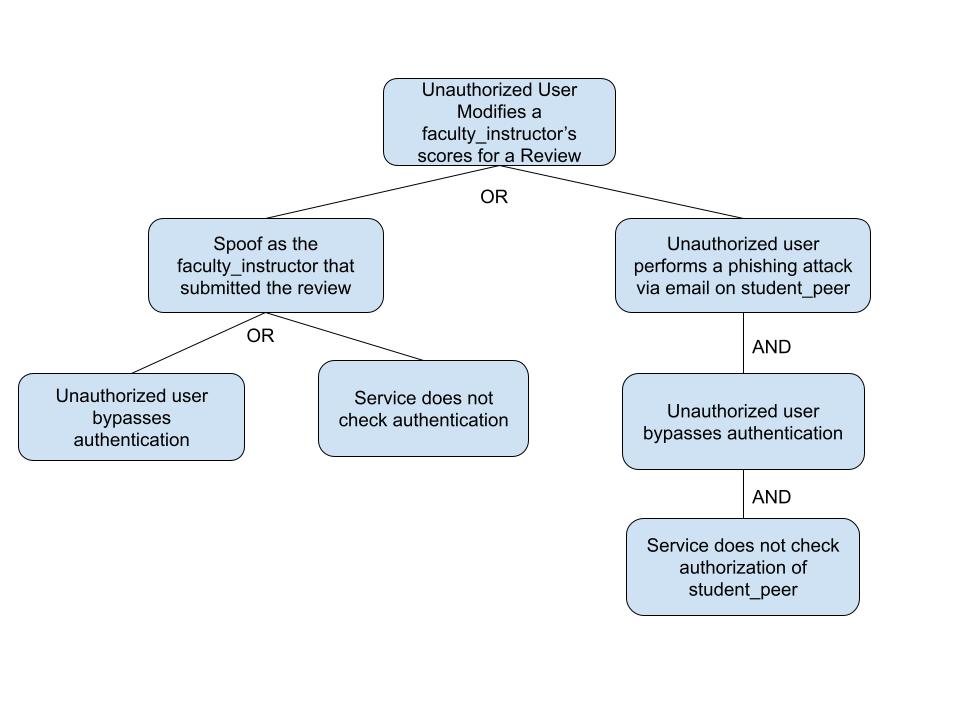 Unauthorized User
Modifies a
faculty_instructor's
scores for a Review
OR
Spoof as the
faculty_instructor that
submitted the review
Unauthorized user
performs a phishing attack
via email on student_peer
OR
AND
Unauthorized user
bypasses
authentication
Service does not
check authentication
Unauthorized user
bypasses authentication
AND
Service does not check
authorization of
student_peer